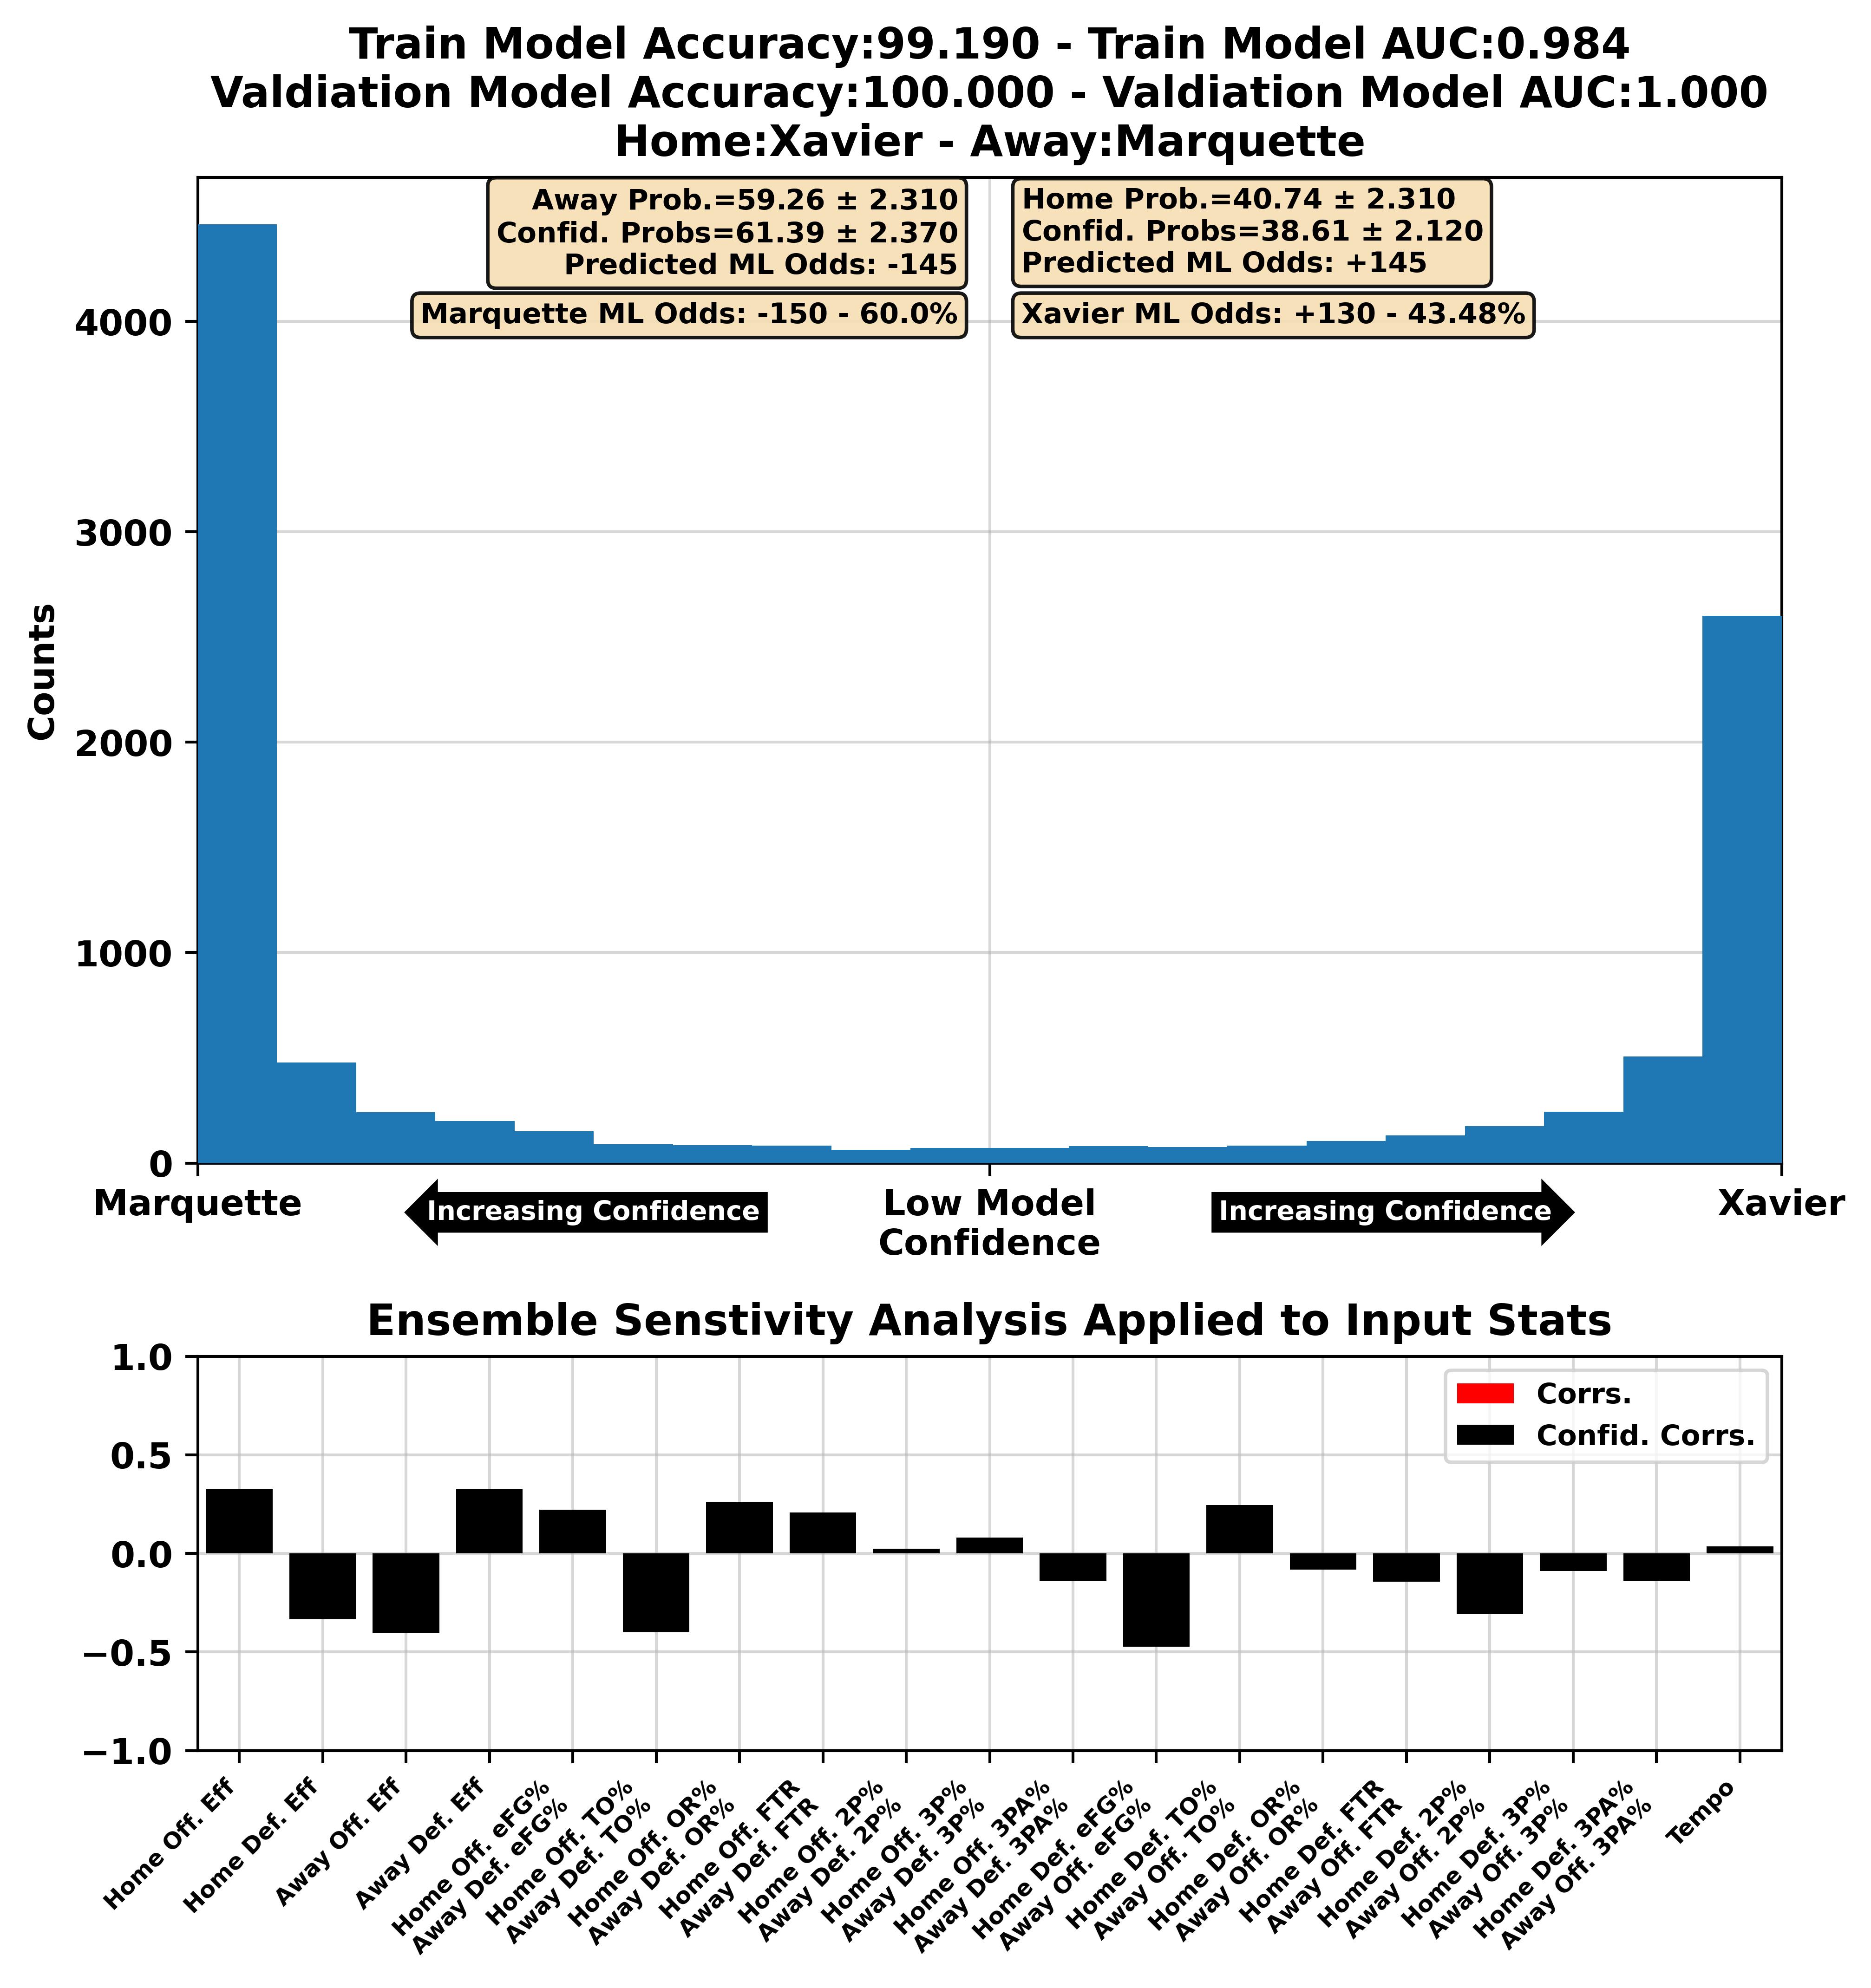 Train Model Accuracy:99.190 - Train Model AUC:0.984
Valdiation Model Accuracy:100.000 - Valdiation Model AUC:1.000
Home:Xavier - Away:Marquette
Away Prob.=59.26 ± 2.310
Confid. Probs=61.39 ± 2.370
Predicted ML Odds: -145
Marquette ML Odds: -150 - 60.0%
Home Prob.=40.74 ± 2.310
Confid. Probs=38.61 ± 2.120
Predicted ML Odds: +145
Xavier ML Odds: +130 - 43.48%
Counts
4000
3000
2000
1000
0
Marquette
Increasing Confidence
Low Model
Confidence
Increasing Confidence
Xavier
Ensemble Senstivity Analysis Applied to Input Stats
1.0
0.5
0.0
−0.5
−1.0
Corrs.
Confid. Corrs.
Home Off. Eff
Home Def. Eff
Away Off. Eff
Away Def. Eff
Home Off. eFG%
Away Def. eFG%
Home Off. TO%
Away Def. TO%
Home Off. OR%
Away Def. OR%
Home Off. FTR
Away Def. FTR
Home Off. 2P%
Away Def. 2P%
Home Off. 3P%
Away Def. 3P%
Home Off. 3PA%
Away Def. 3PA%
Home Def. eFG%
Away Off. eFG%
Home Def. TO%
Away Off. TO%
Home Def. OR%
Away Off. OR%
Home Def. FTR
Away Off. FTR
Home Def. 2P%
Away Off. 2P%
Home Def. 3P%
Away Off. 3P%
Home Def. 3PA%
Away Off. 3PA%
Tempo